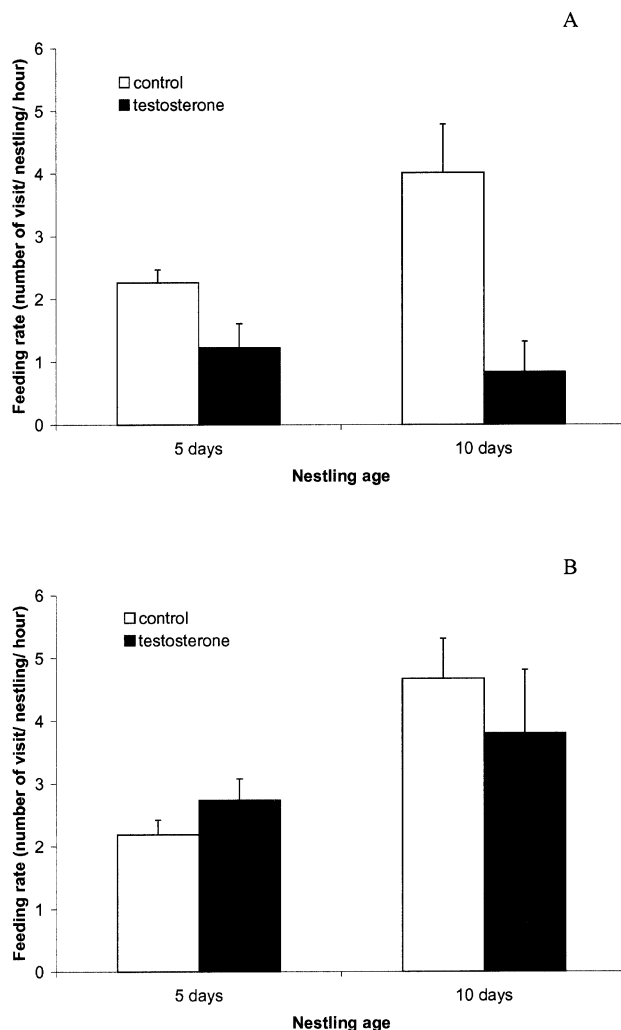 A
Feeding rate (number of visit/ nestling/ hour)
6
5
4
3
2
1
0
control
testosterone
5 days
10 days
Nestling age
B
Feeding rate (number of visit/ nestling/ hour)
6
5
4
3
2
1
0
control
testosterone
5 days
10 days
Nestling age